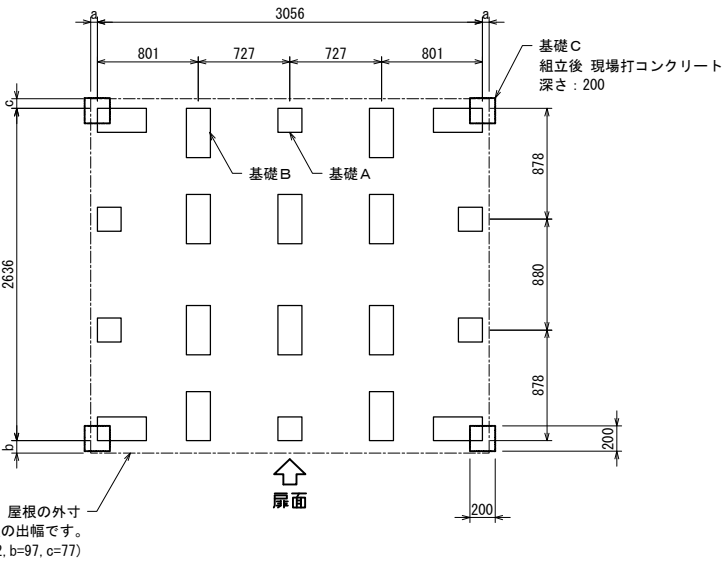 a
3056
a
801
727
727
801
基礎C
組立後 現場打コンクリート
深さ：200
c
基礎B
基礎A
878
2636
880
878
b
200
扉面
200
屋根の外寸
の出幅です。
2, b=97, c=77)